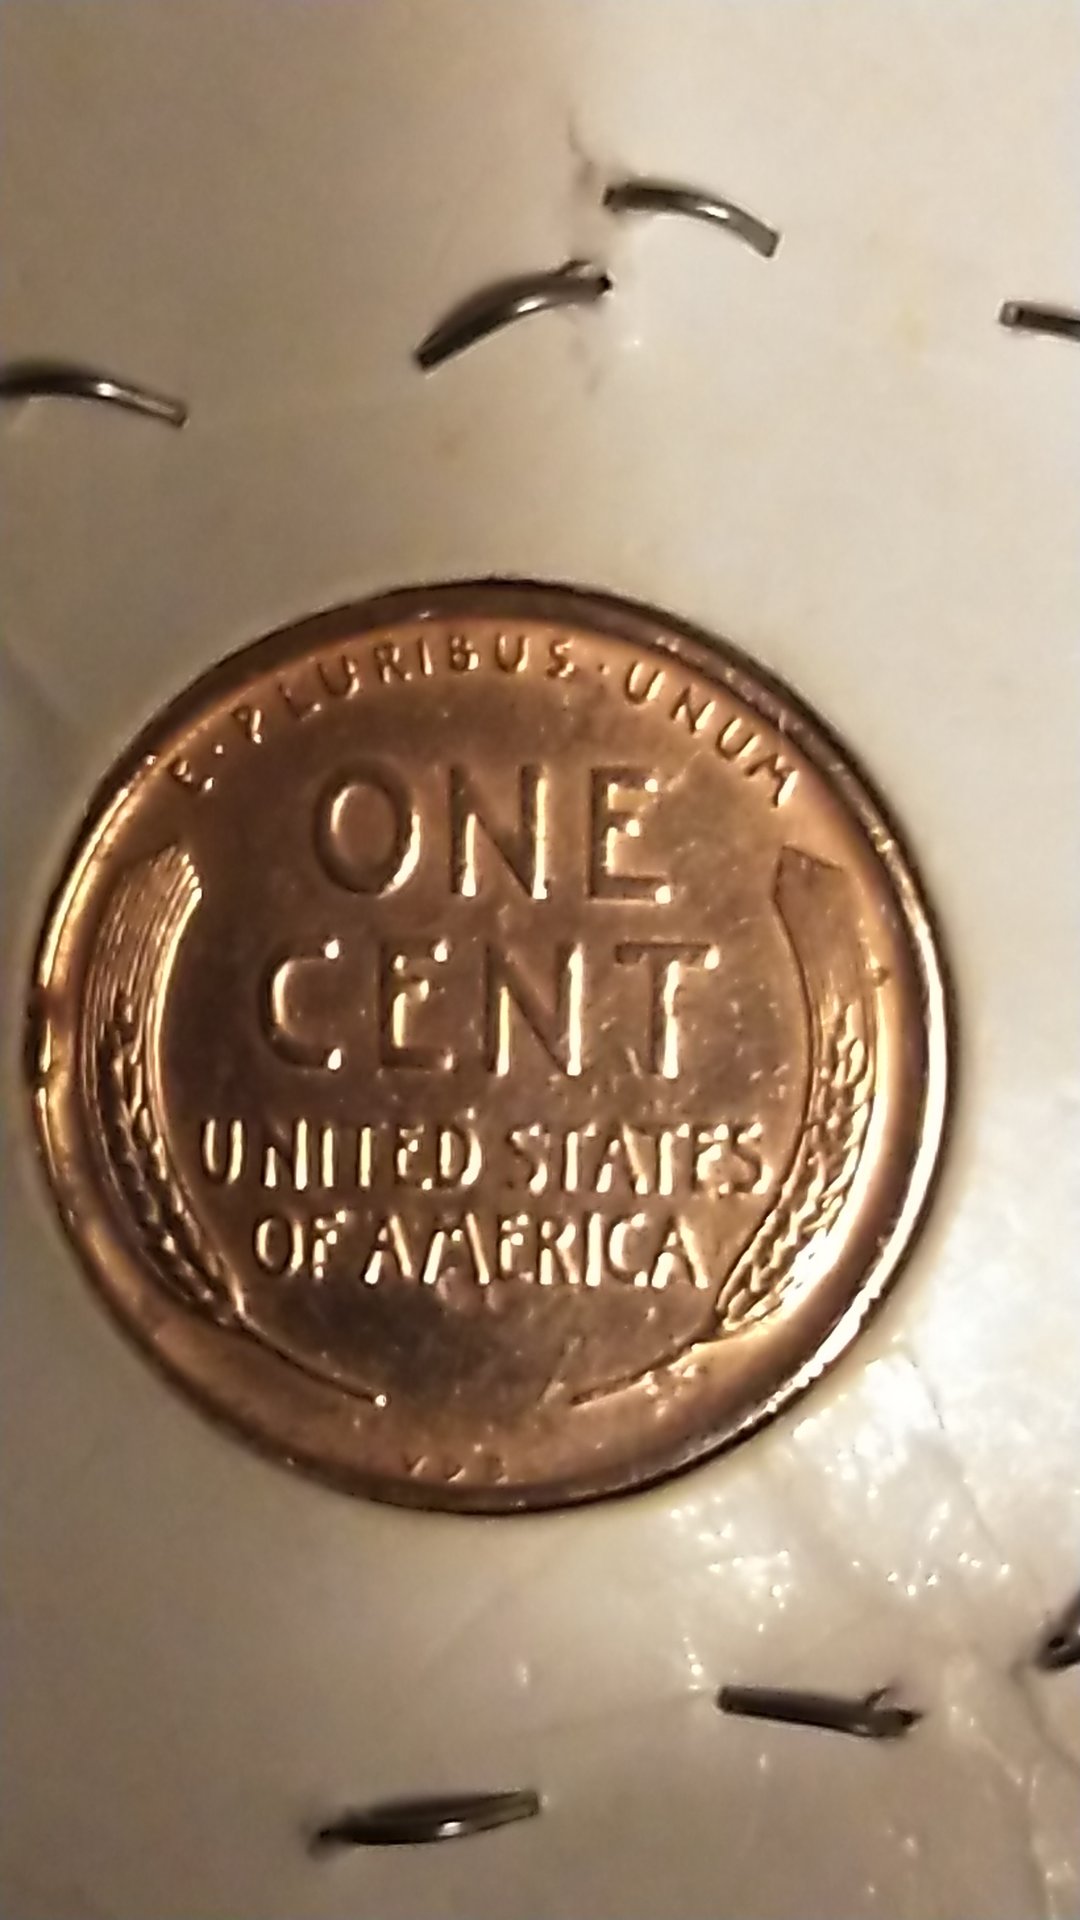 E·PLURIBUS·UNUM
ONE
CENT
UNITED STATES
OF AMERICA